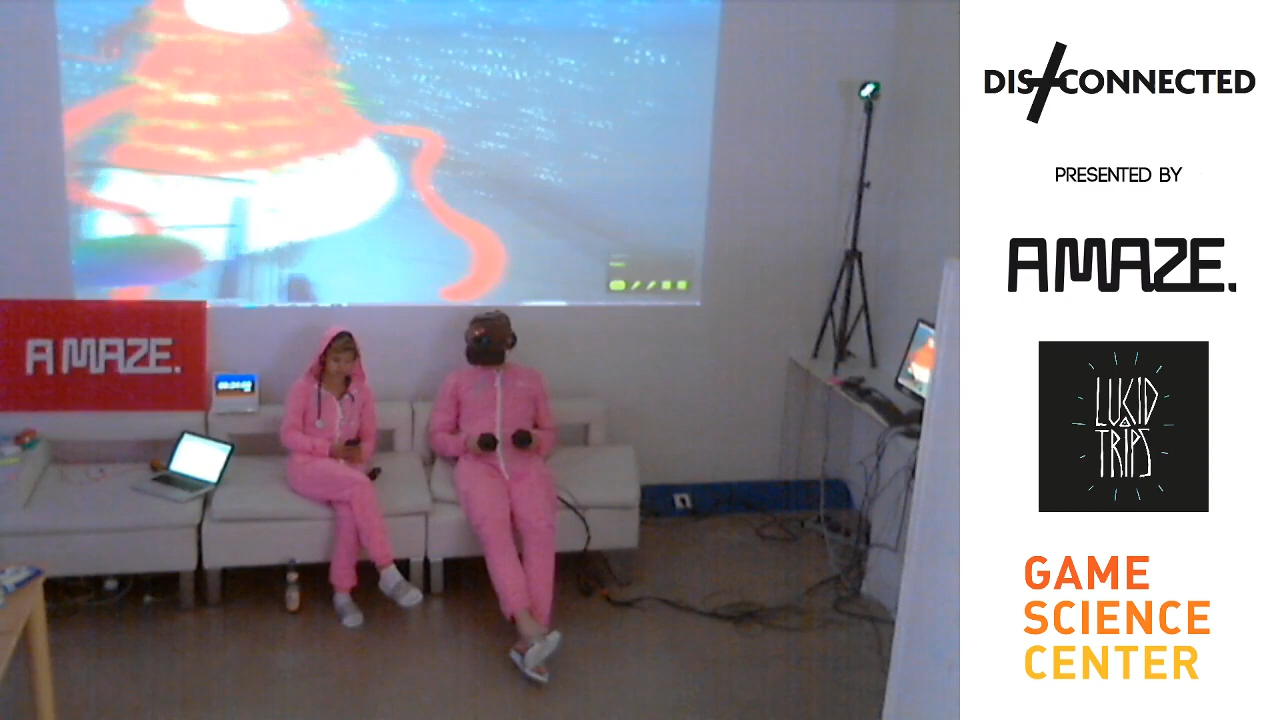 DIS/CONNECTED
PRESENTED BY
A MAZE.
LUCID
TRIPS
GAME
SCIENCE
CENTER
A MAZE.